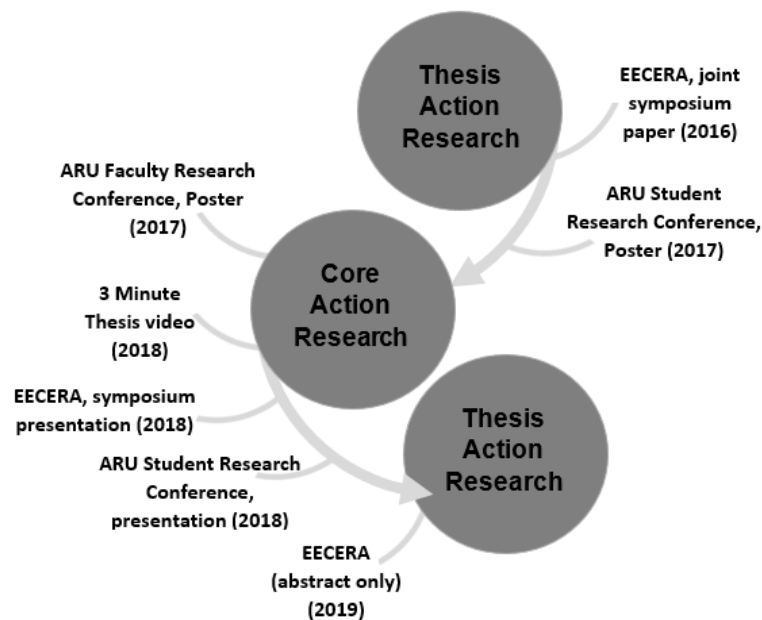 Thesis
Action
Research
EECERA, joint
symposium
paper (2016)
ARU Student
Research Conference,
Poster (2017)
ARU Faculty Research
Conference, Poster
(2017)
Core
Action
Research
3 Minute
Thesis video
(2018)
EECERA, symposium
presentation (2018)
ARU Student Research
Conference,
presentation (2018)
Thesis
Action
Research
EECERA
(abstract only)
(2019)